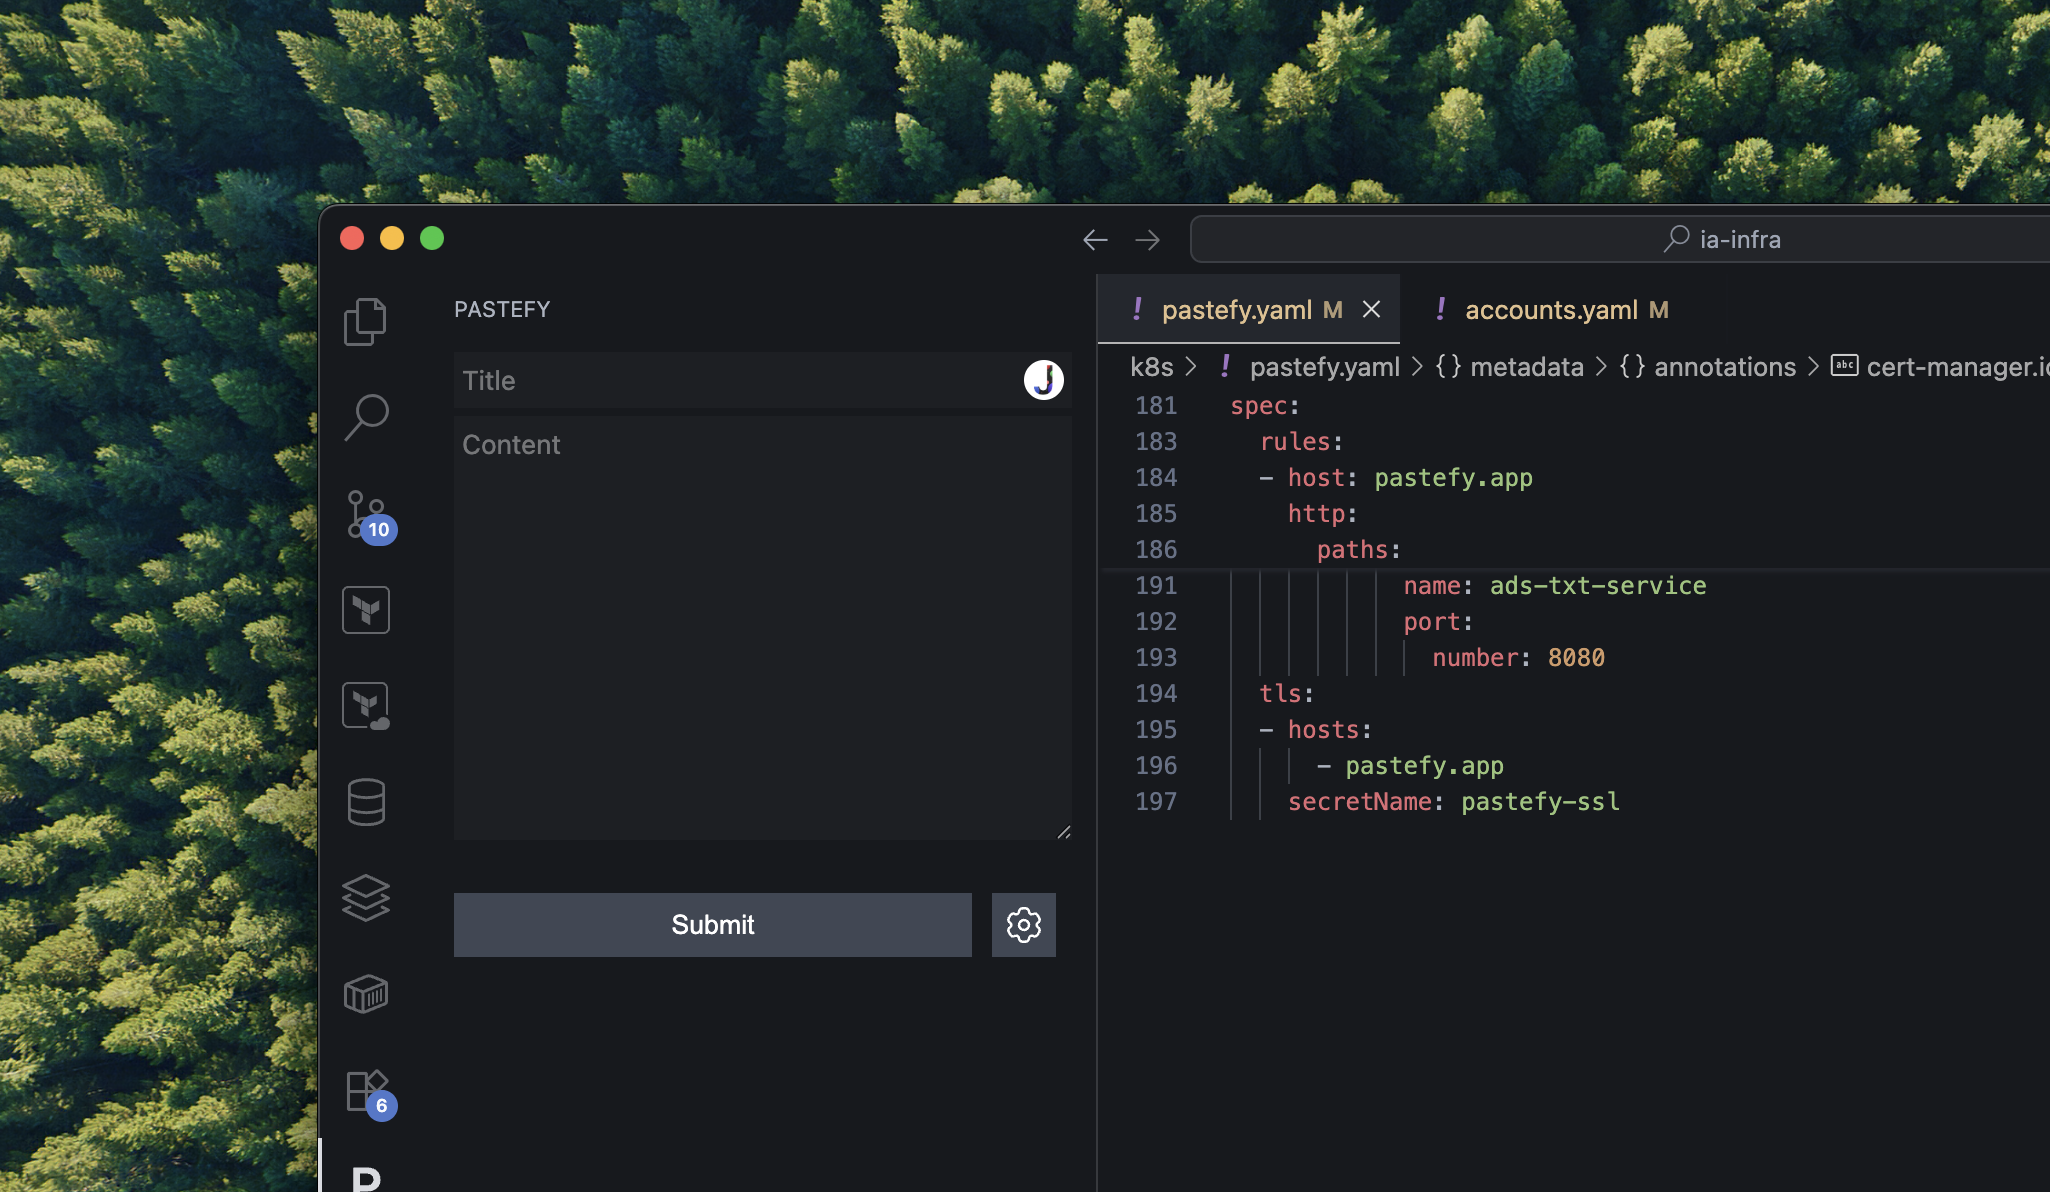 ia-infra
PASTEFY
Title
Content
10
Submit
6
P
! pastefy.yaml M
! accounts.yaml M
k8s > ! pastefy.yaml > {} metadata > {} annotations > abc cert-manager.i
181 spec:
183 rules:
184 - host: pastefy.app
185 http:
186 paths:
191 name: ads-txt-service
192 port:
193 number: 8080
194 tls:
195 - hosts:
196 - pastefy.app
197 secretName: pastefy-ssl